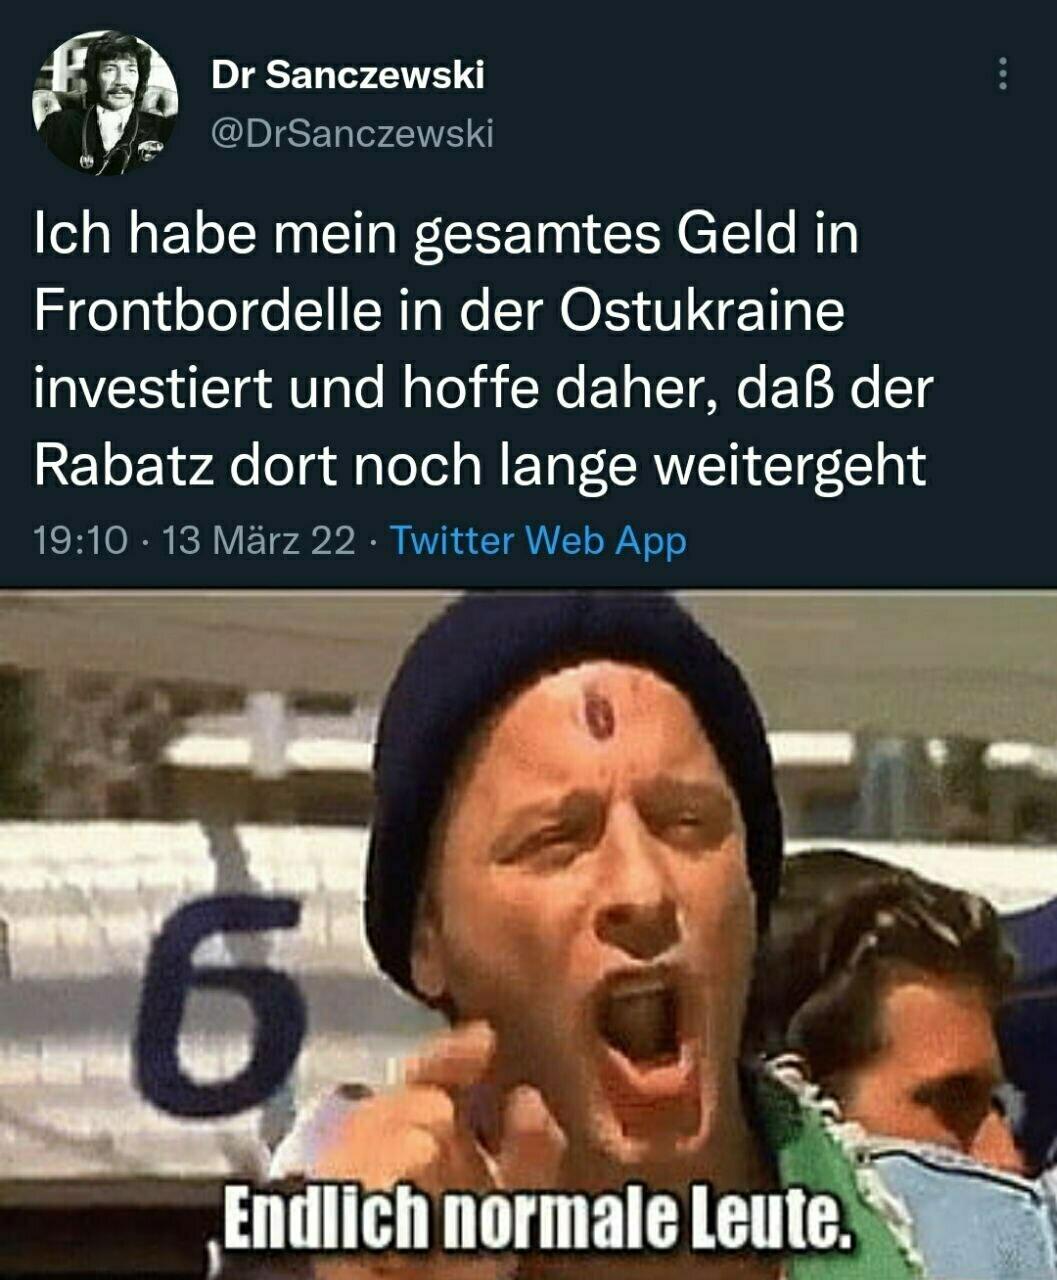 Dr Sanczewski
@DrSanczewski
Ich habe mein gesamtes Geld in
Frontbordelle in der Ostukraine
investiert und hoffe daher, daß der
Rabatz dort noch lange weitergeht
19:10 · 13 März 22 · Twitter Web App
6
Endlich normale Leute.